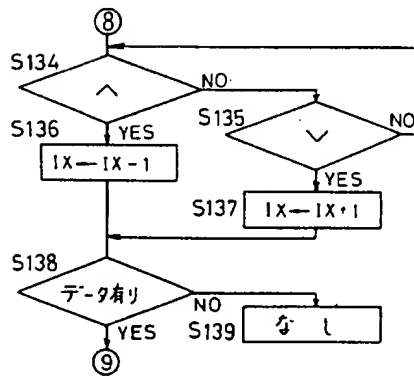 ⑧
S134
∧
NO
S135
∨
NO
S136
YES
IX←IX-1
YES
S137
IX←IX+1
S138
データ有り
NO
YES
S139
なし
⑨